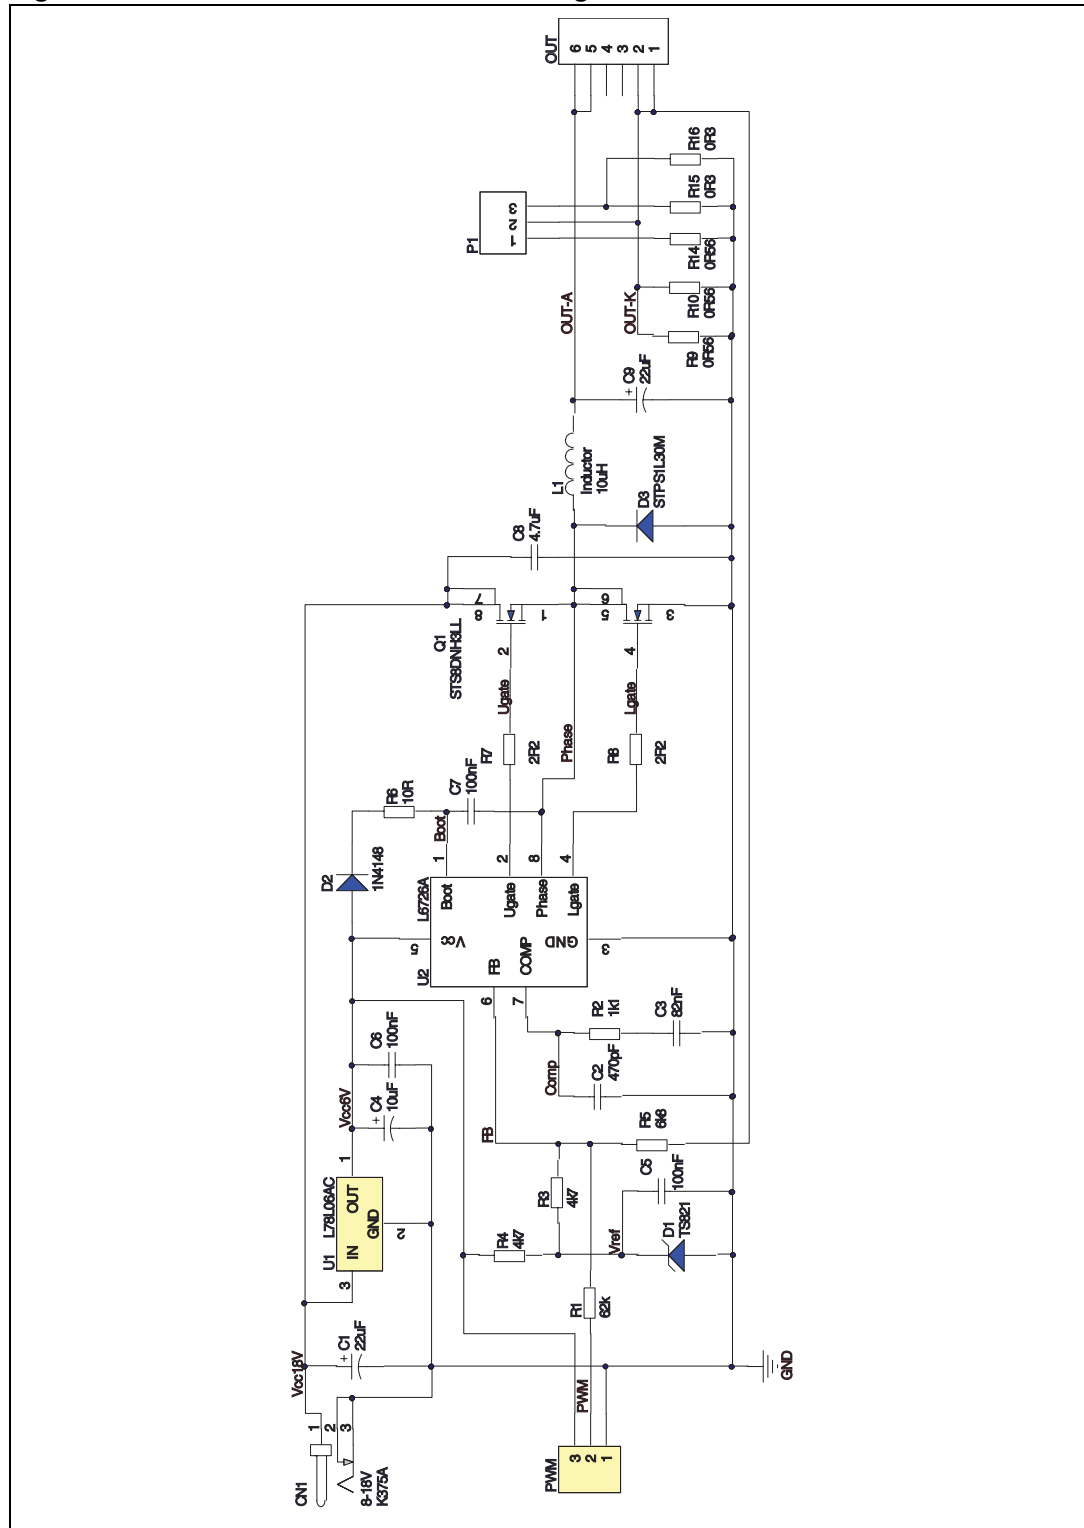 OUT
6
5
4
3
2
1
R16
0R3
R15
0R3
P1
1 2 3
R14
0R56
OUT-A
OUT-K
R10
0R56
R9
0R56
C9
22uF
+
L1
Inductor
10uH
D3
STPS1L30M
C8
4.7uF
7
8
1
6
5
3
Q1
STS8DNH3LL
2
4
Ugate
Lgate
R7
2R2
Phase
R8
2R2
R6
10R
C7
100nF
Boot
1
2
8
4
D2
1N4148
L6726A
Boot
Ugate
Phase
Lgate
5
Vcc
GND
3
U2
FB
COMP
6
7
R2
1k1
C3
82nF
C6
100nF
Comp
C2
470pF
Vcc6V
+
C4
10uF
FB
R5
6k8
1
U1
L78L06AC
OUT
GND
IN
2
3
R3
4k7
C5
100nF
R4
4k7
Vref
D1
TS821
R1
62k
Vcc18V
+
C1
22uF
GND
PWM
1
2
3
CN1
8-18V
K375A
PWM
3
2
1